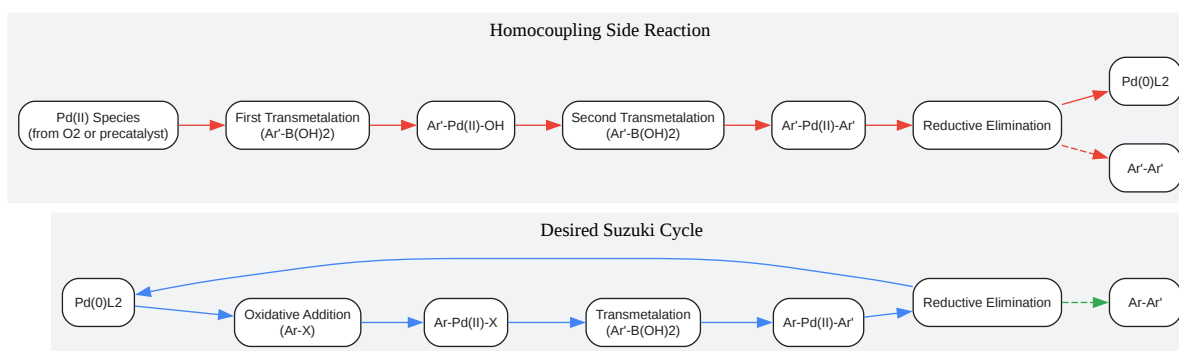 Homocoupling Side Reaction
Pd(II) Species
(from O2 or precatalyst)
First Transmetalation
(Ar'-B(OH)2)
Ar'-Pd(II)-OH
Second Transmetalation
(Ar'-B(OH)2)
Ar'-Pd(II)-Ar'
Reductive Elimination
Pd(0)L2
Ar'-Ar'
Desired Suzuki Cycle
Pd(0)L2
Oxidative Addition
(Ar-X)
Ar-Pd(II)-X
Transmetalation
(Ar'-B(OH)2)
Ar-Pd(II)-Ar'
Reductive Elimination
Ar-Ar'